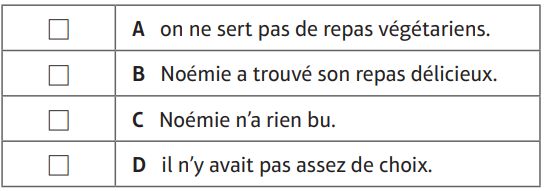 A on ne sert pas de repas végétariens.
B Noémie a trouvé son repas délicieux.
C Noémie n’a rien bu.
D il n’y avait pas assez de choix.